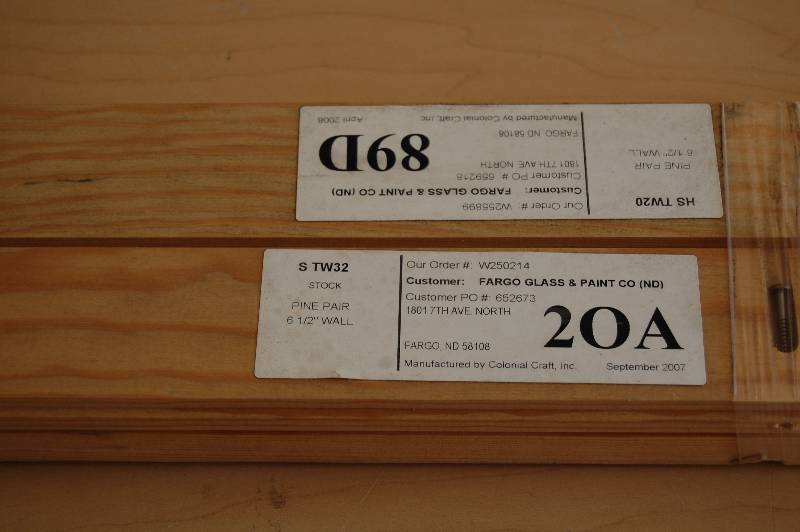 HS TW20
PINE PAIR
6 1/2" WALL
Our Order #: W255899
Customer: FARGO GLASS & PAINT CO (ND)
Customer PO #: 659218
1801 7TH AVE. NORTH
89D
FARGO ND 58108
Manufactured by Colonial Craft, Inc.
April 2008
S TW32
STOCK
PINE PAIR
6 1/2" WALL
Our Order #: W250214
Customer: FARGO GLASS & PAINT CO (ND)
Customer PO #: 652673
1801 7TH AVE. NORTH
20A
FARGO, ND 58108
Manufactured by Colonial Craft, Inc.
September 2007